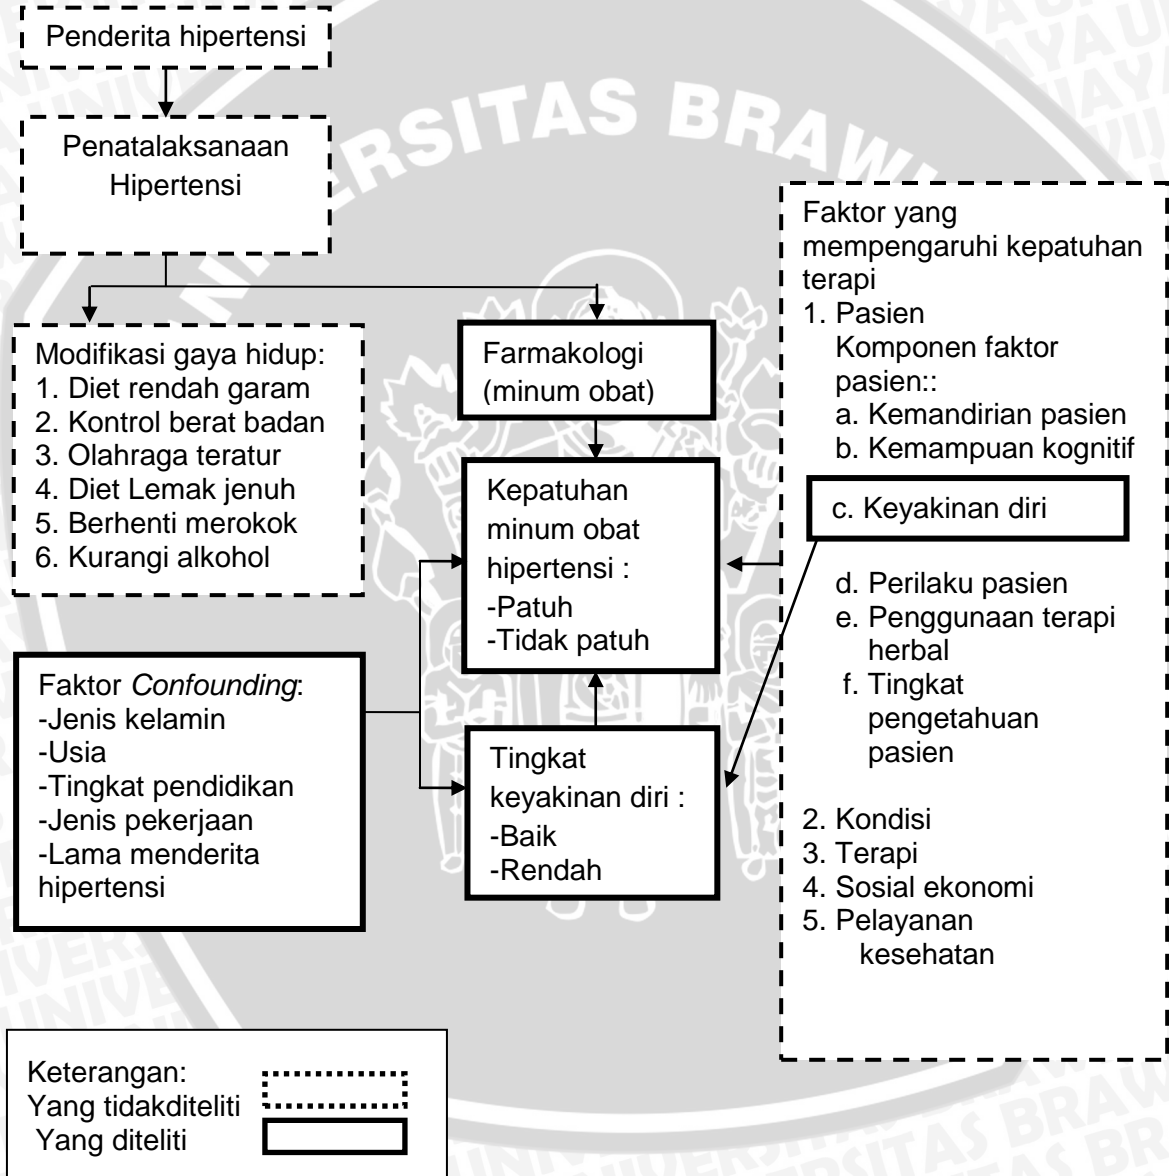 Penderita hipertensi
Penatalaksanaan
Hipertensi
Modifikasi gaya hidup:
1. Diet rendah garam
2. Kontrol berat badan
3. Olahraga teratur
4. Diet Lemak jenuh
5. Berhenti merokok
6. Kurangi alkohol
Farmakologi
(minum obat)
Kepatuhan
minum obat
hipertensi :
-Patuh
-Tidak patuh
Faktor Confounding:
-Jenis kelamin
-Usia
-Tingkat pendidikan
-Jenis pekerjaan
-Lama menderita
hipertensi
Tingkat
keyakinan diri :
-Baik
-Rendah
Faktor yang
mempengaruhi kepatuhan
terapi
1. Pasien
Komponen faktor
pasien::
a. Kemandirian pasien
b. Kemampuan kognitif
c. Keyakinan diri
d. Perilaku pasien
e. Penggunaan terapi
herbal
f. Tingkat
pengetahuan
pasien
2. Kondisi
3. Terapi
4. Sosial ekonomi
5. Pelayanan
kesehatan
Keterangan:
Yang tidakditeliti
Yang diteliti